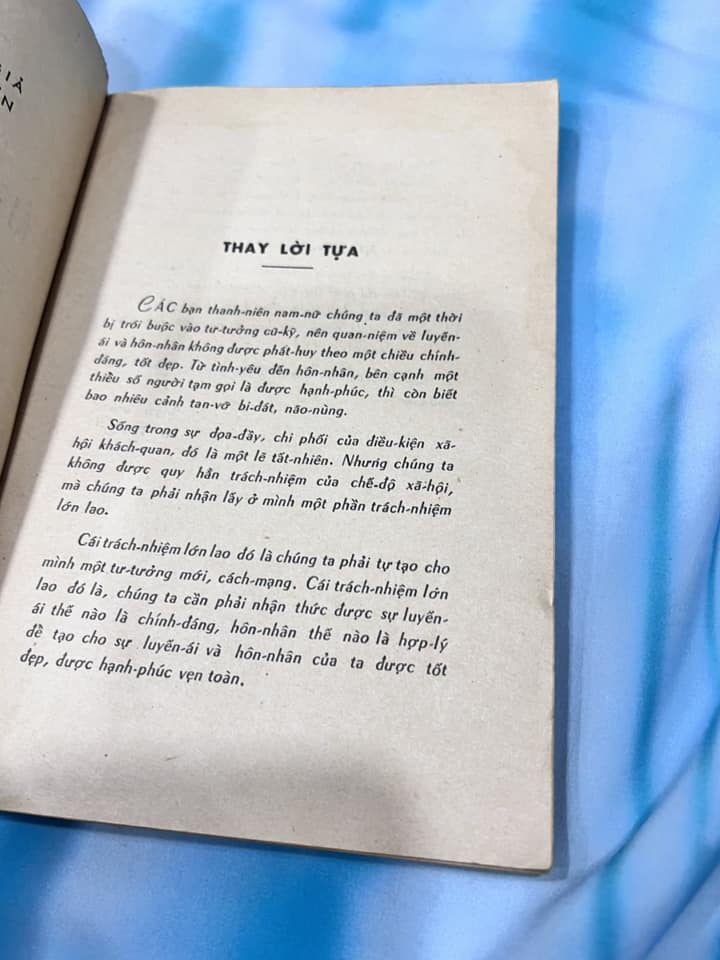 THAY LỜI TỰA
CÁC bạn thanh-niên nam-nữ chúng ta đã một thời
bị trói buộc vào tư-tưởng cũ-kỹ, nên quan-niệm về luyến-
ái và hôn-nhân không được phát-huy theo một chiều chính-
đáng, tốt đẹp. Từ tình-yêu đến hôn-nhân, bên cạnh một
thiểu số người tạm gọi là được hạnh-phúc, thì còn biết
bao nhiêu cảnh tan-vỡ bi-đát, não-nùng.
Sống trong sự đọa-đầy, chi phối của điều-kiện xã-
hội khách-quan, đó là một lẽ tất-nhiên. Nhưng chúng ta
không được quy hẳn trách-nhiệm của chế-độ xã-hội,
mà chúng ta phải nhận lấy ở mình một phần trách-nhiệm
lớn lao.
Cái trách-nhiệm lớn lao đó là chúng ta phải tự tạo cho
mình một tư-tưởng mới, cách-mạng. Cái trách-nhiệm lớn
lao đó là, chúng ta cần phải nhận thức được sự luyến-
ái thế nào là chính-đáng, hôn-nhân thế nào là hợp-lý
để tạo cho sự luyến-ái và hôn-nhân của ta được tốt
đẹp, được hạnh-phúc vẹn toàn.